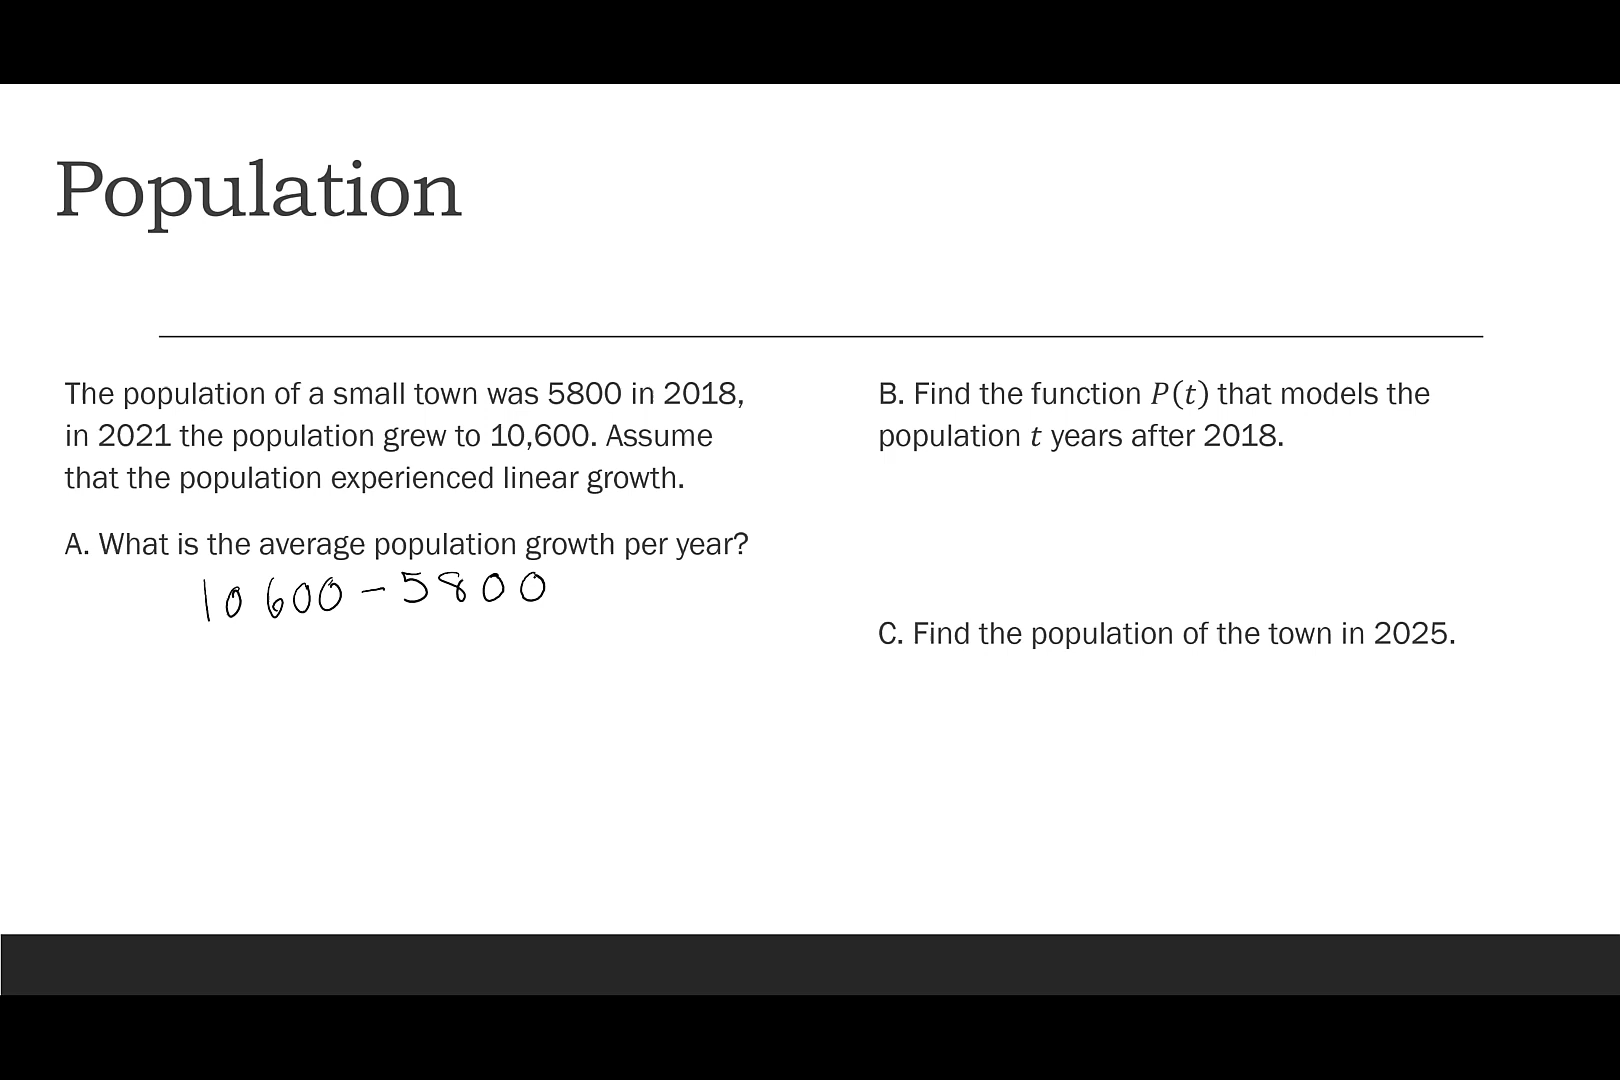 Population
The population of a small town was 5800 in 2018,
in 2021 the population grew to 10,600. Assume
that the population experienced linear growth.
A. What is the average population growth per year?
10 600 – 5800
B. Find the function P(t) that models the
population t years after 2018.
C. Find the population of the town in 2025.